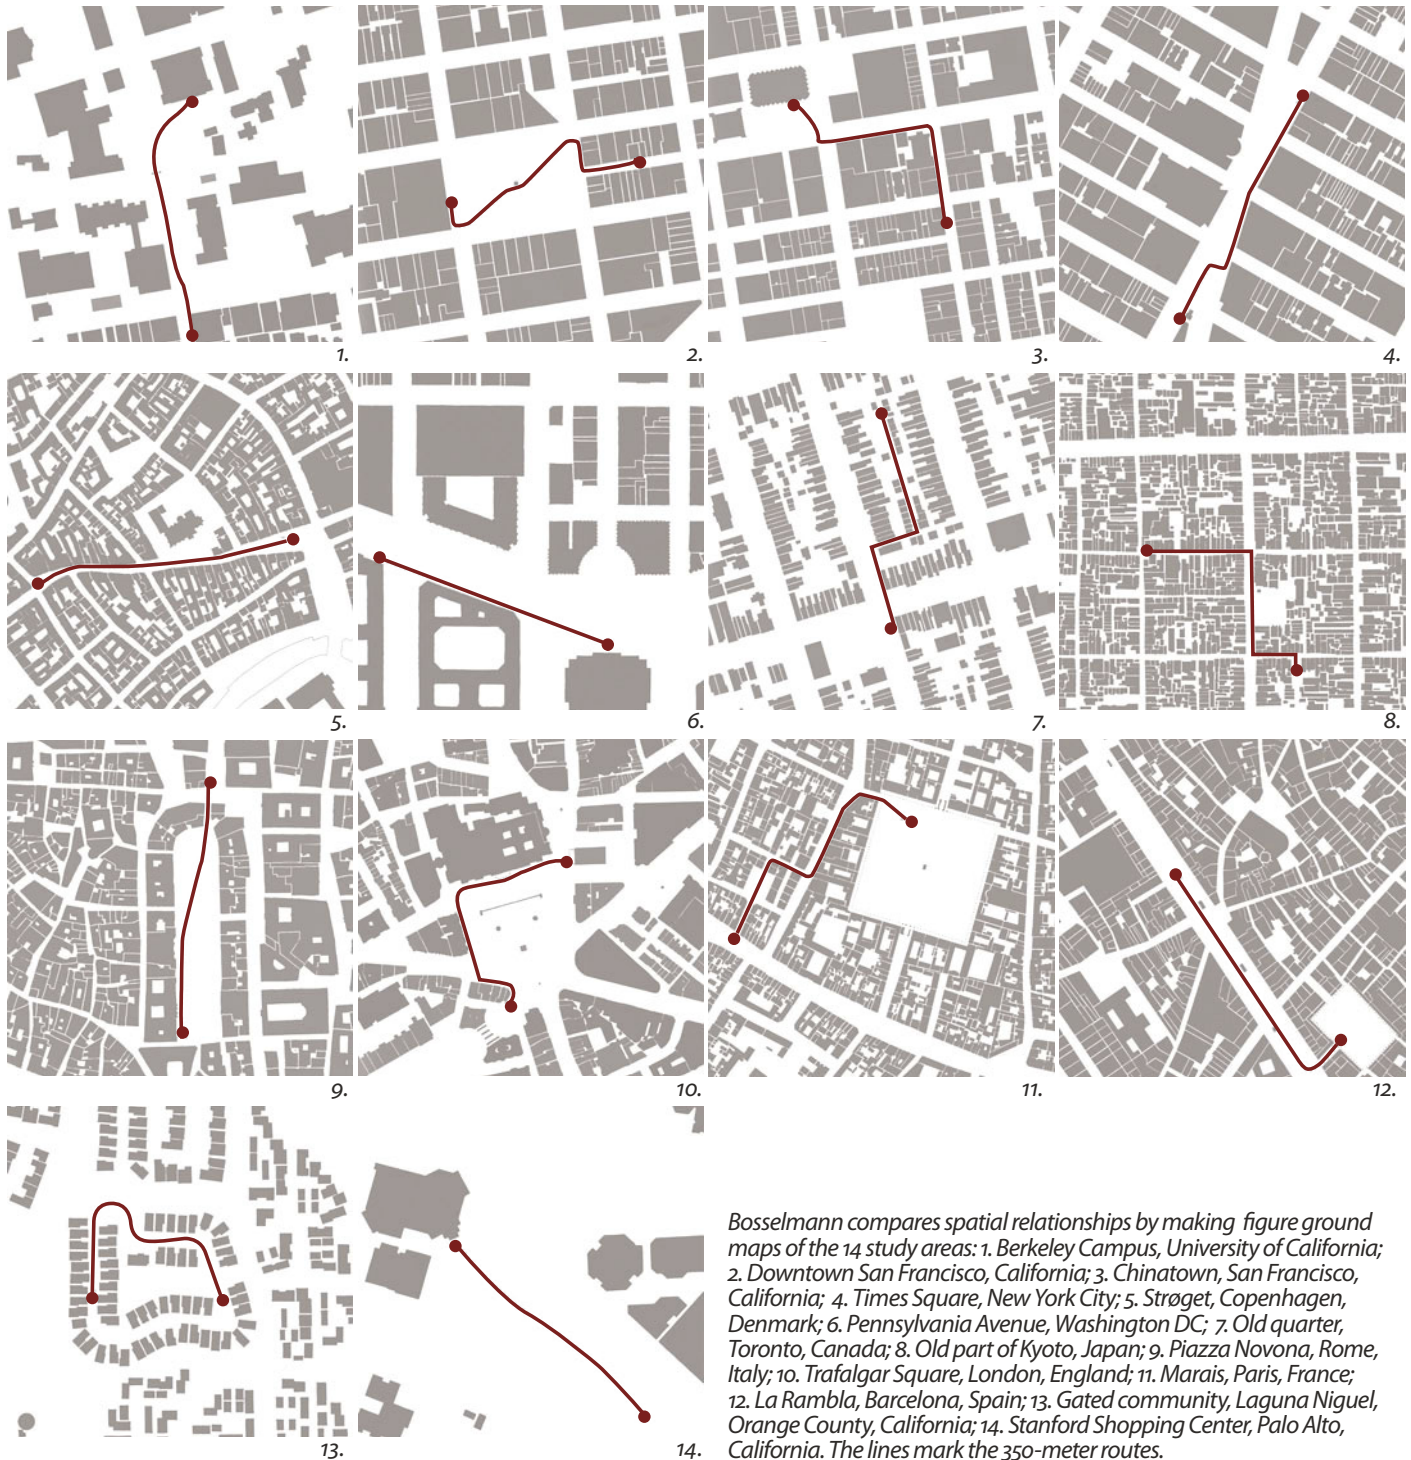 1.
2.
3.
4.
5.
6.
7.
8.
9.
10.
11.
12.
13.
14.
Bosselmann compares spatial relationships by making figure ground
maps of the 14 study areas: 1. Berkeley Campus, University of California;
2. Downtown San Francisco, California; 3. Chinatown, San Francisco,
California; 4. Times Square, New York City; 5. Strøget, Copenhagen,
Denmark; 6. Pennsylvania Avenue, Washington DC; 7. Old quarter,
Toronto, Canada; 8. Old part of Kyoto, Japan; 9. Piazza Novona, Rome,
Italy; 10. Trafalgar Square, London, England; 11. Marais, Paris, France;
12. La Rambla, Barcelona, Spain; 13. Gated community, Laguna Niguel,
Orange County, California; 14. Stanford Shopping Center, Palo Alto,
California. The lines mark the 350-meter routes.